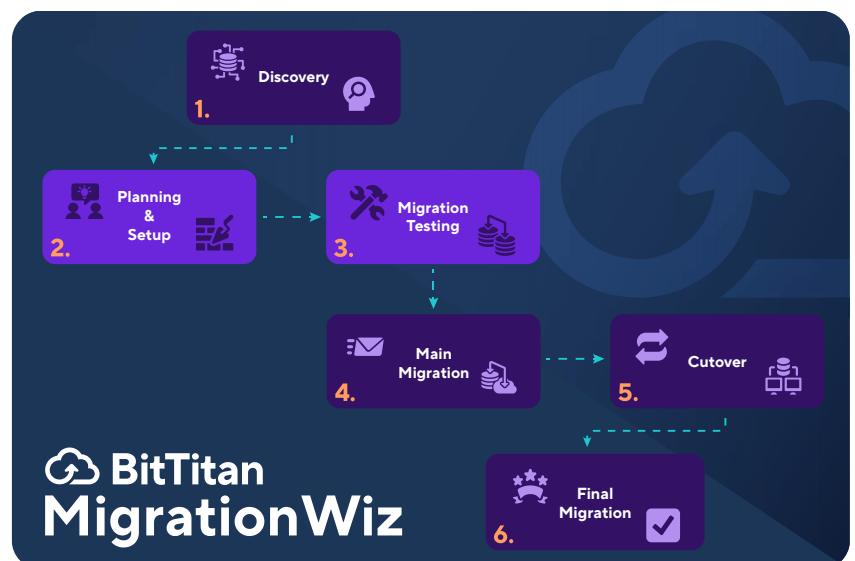 Discovery
1.
Planning
&
Setup
2.
Migration
Testing
3.
Main
Migration
4.
Cutover
5.
Final
Migration
6.
BitTitan
MigrationWiz